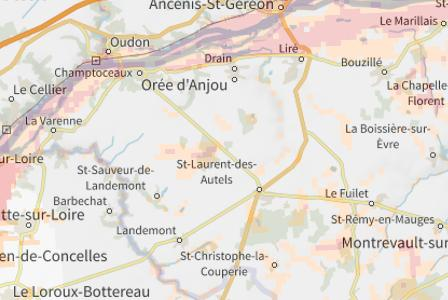 Ancenis-St-Géréon
Le Marillais
Oudon
Liré
Drain
Bouzillé
Champtoceaux
Orée d'Anjou
La Chapelle-
Florent
Le Cellier
La Varenne
La Boissière-sur-
Èvre
ur-Loire
St-Sauveur-de-
Landemont
St-Laurent-des-
Autels
Barbechat
Le Fuilet
tte-sur-Loire
St-Rémy-en-Mauges
Landemont
Montrevault-sur-
en-de-Concelles
St-Christophe-la-
Couperie
Le Loroux-Bottereau